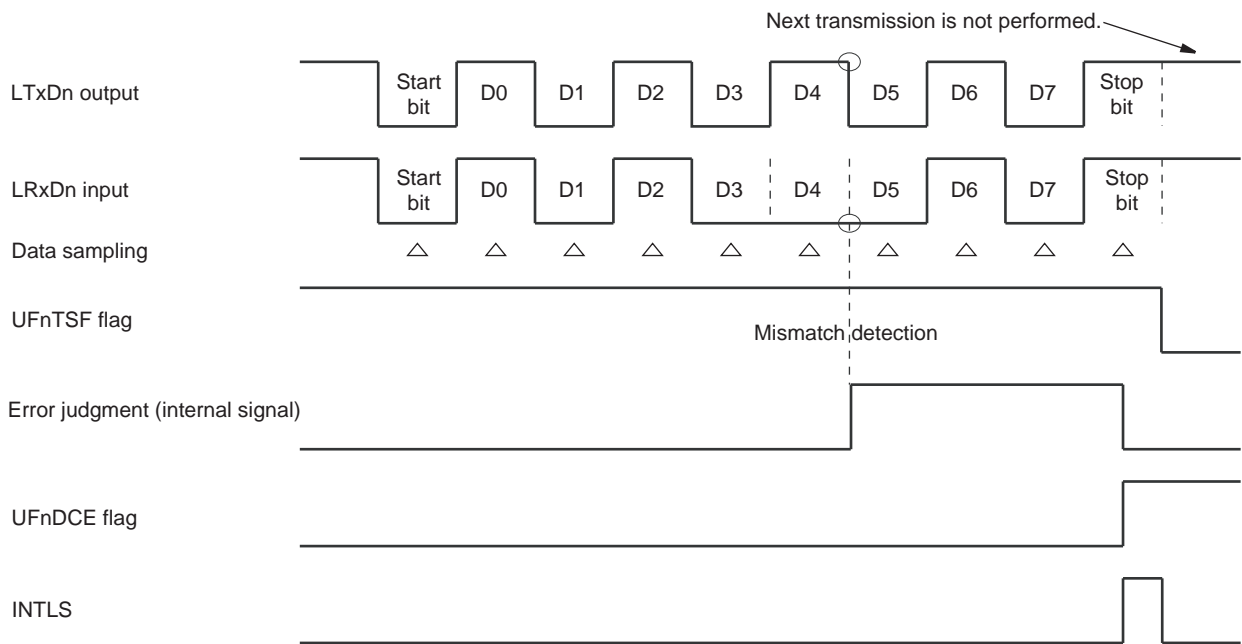 Next transmission is not performed.
LTxDn output
Start
bit
D0
D1
D2
D3
D4
D5
D6
D7
Stop
bit
LRxDn input
Start
bit
D0
D1
D2
D3
D4
D5
D6
D7
Stop
bit
Data sampling
UFnTSF flag
Mismatch detection
Error judgment (internal signal)
UFnDCE flag
INTLS